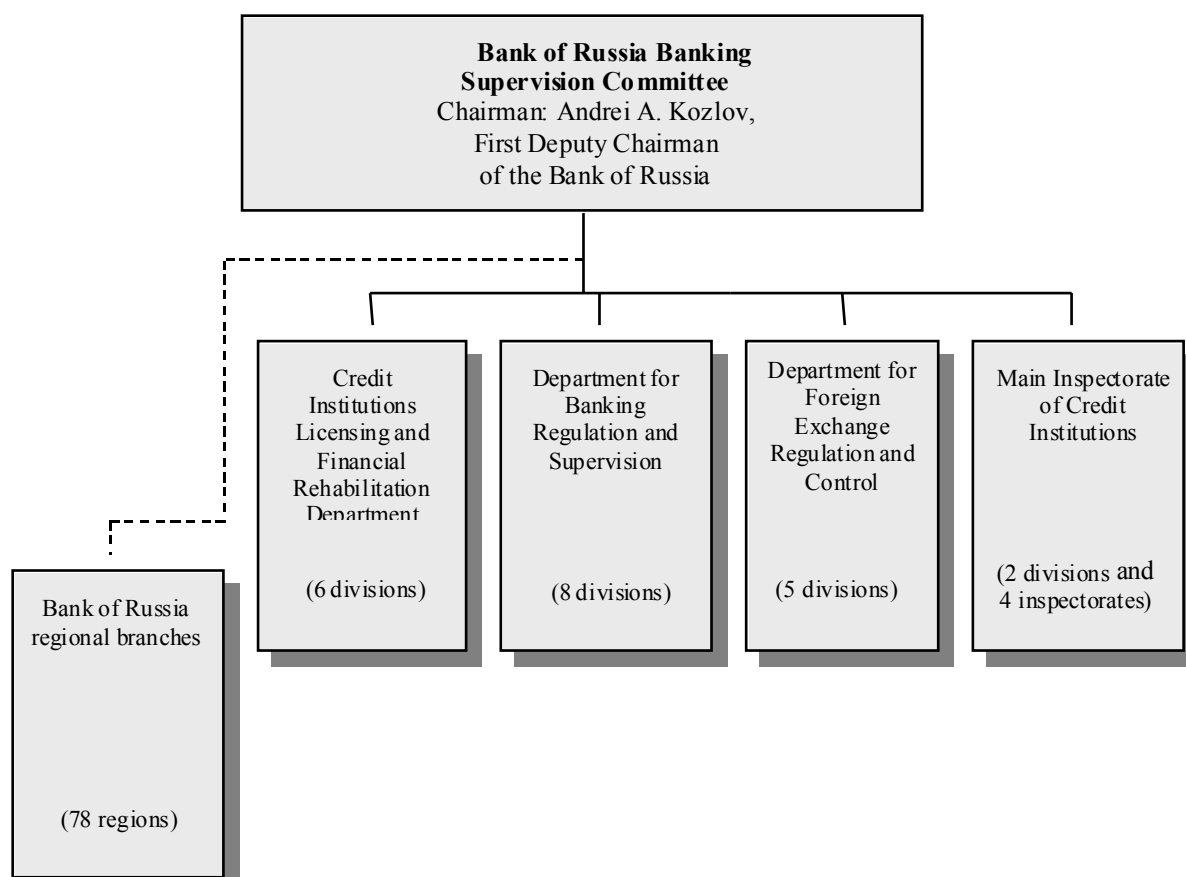 Bank of Russia Banking
Supervision Committee
Chairman: Andrei A. Kozlov,
First Deputy Chairman
of the Bank of Russia
Credit
Institutions
Licensing and
Financial
Rehabilitation
Department
(6 divisions)
Department for
Banking
Regulation and
Supervision
(8 divisions)
Department for
Foreign
Exchange
Regulation and
Control
(5 divisions)
Main Inspectorate
of Credit
Institutions
(2 divisions and
4 inspectorates)
Bank of Russia
regional branches
(78 regions)